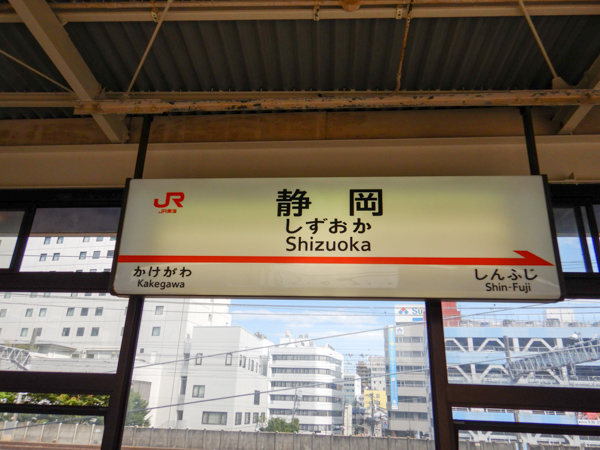 JR
JR東海
静岡
しずおか
Shizuoka
かけがわ
Kakegawa
しんふじ
Shin-Fuji